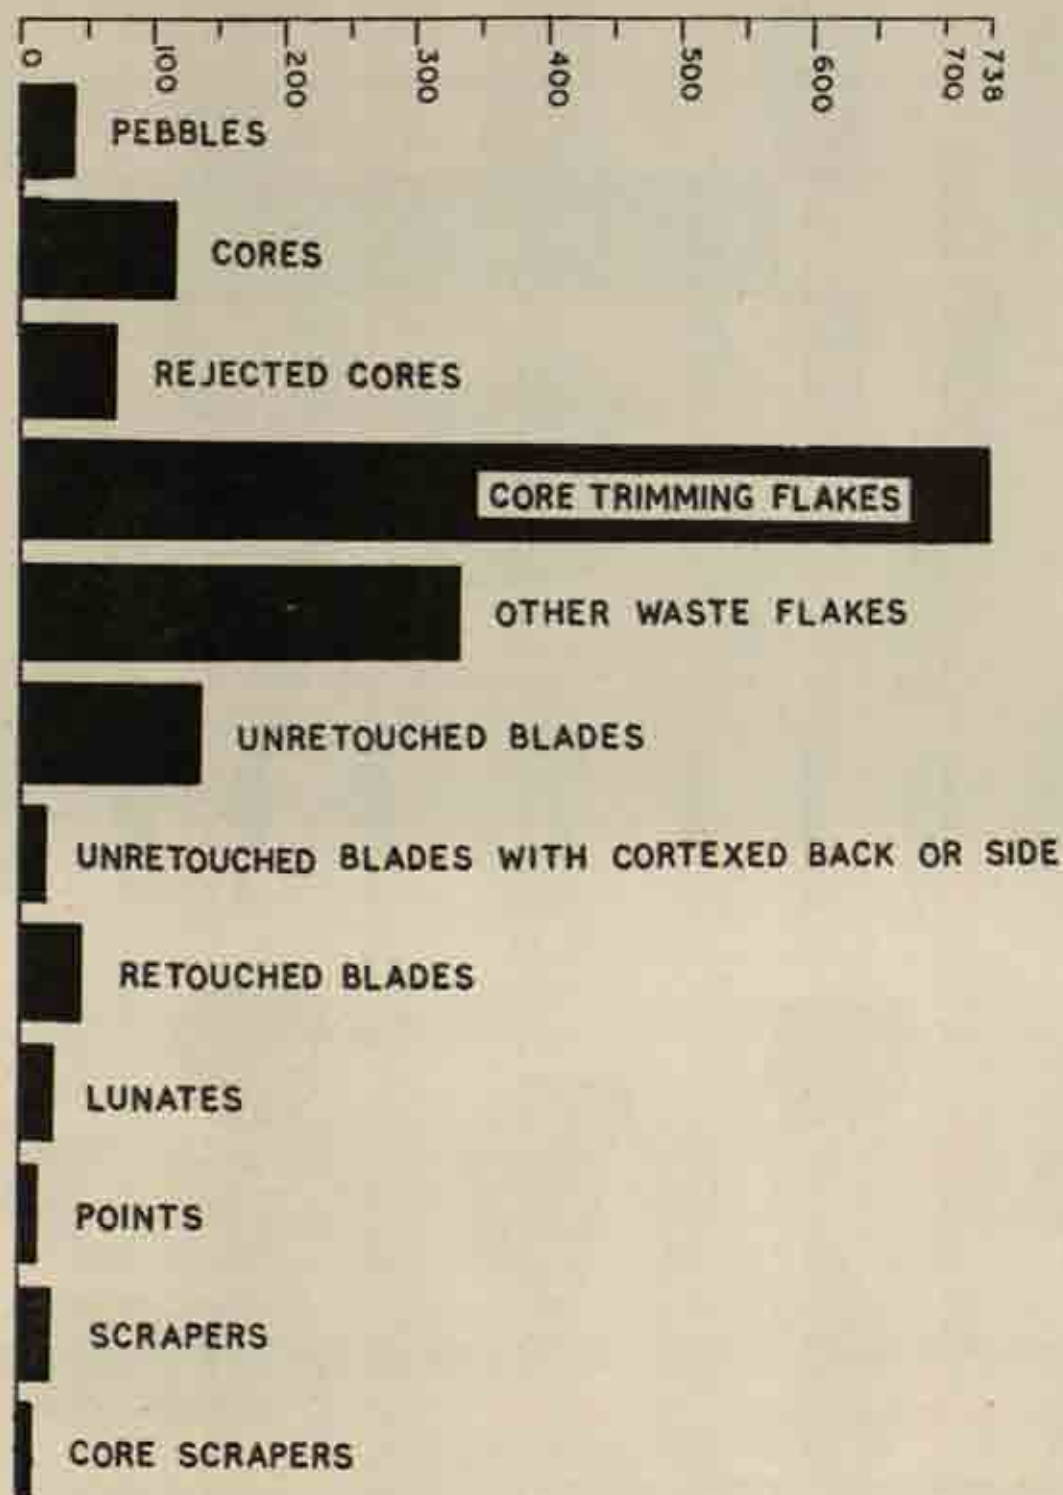 0 100 200 300 400 500 600 700 738
PEBBLES
CORES
REJECTED CORES
CORE TRIMMING FLAKES
OTHER WASTE FLAKES
UNRETOUCHED BLADES
UNRETOUCHED BLADES WITH CORTEXED BACK OR SIDE
RETOUCHED BLADES
LUNATES
POINTS
SCRAPERS
CORE SCRAPERS